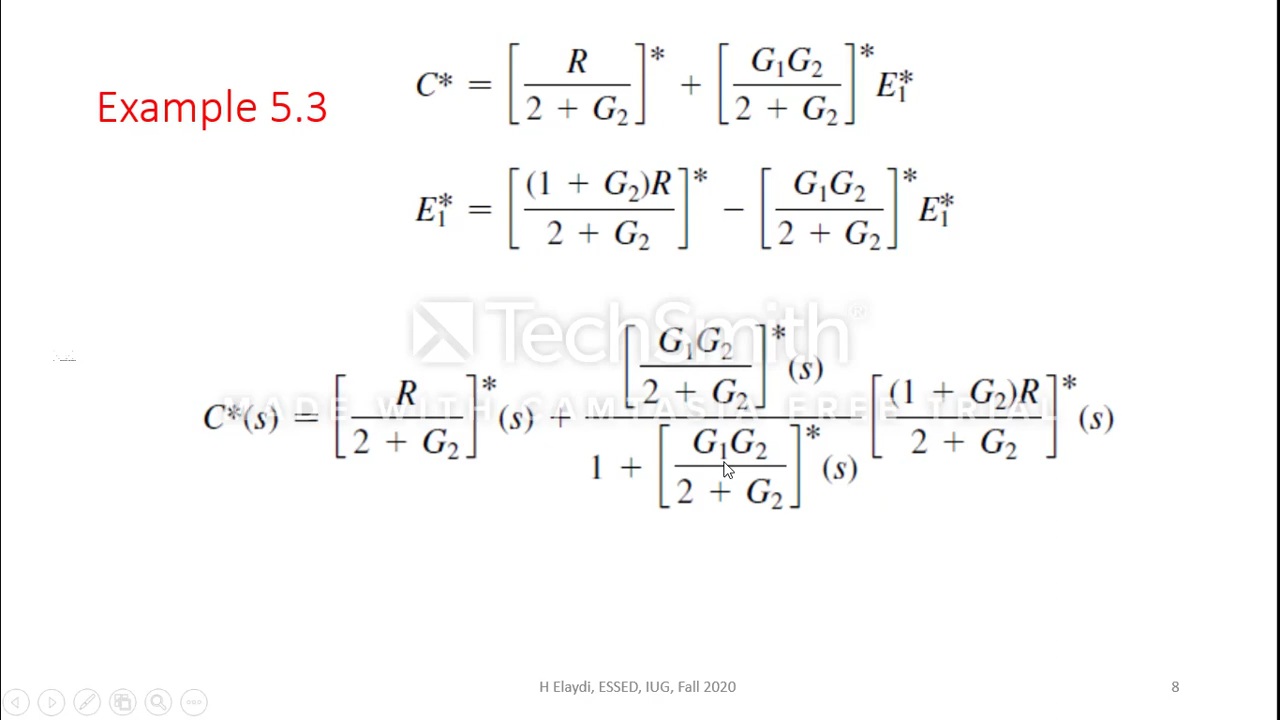 Example 5.3
C* = [R / (2 + G₂)]* + [G₁G₂ / (2 + G₂)]* E₁*
E₁* = [(1 + G₂)R / (2 + G₂)]* − [G₁G₂ / (2 + G₂)]* E₁*
TechSmith®
MADE WITH CAMTASIA FREE TRIAL
C*(s) = [R / (2 + G₂)]*(s) + ([G₁G₂ / (2 + G₂)]*(s)) / (1 + [G₁G₂ / (2 + G₂)]*(s)) [(1 + G₂)R / (2 + G₂)]*(s)
H Elaydi, ESSED, IUG, Fall 2020
8